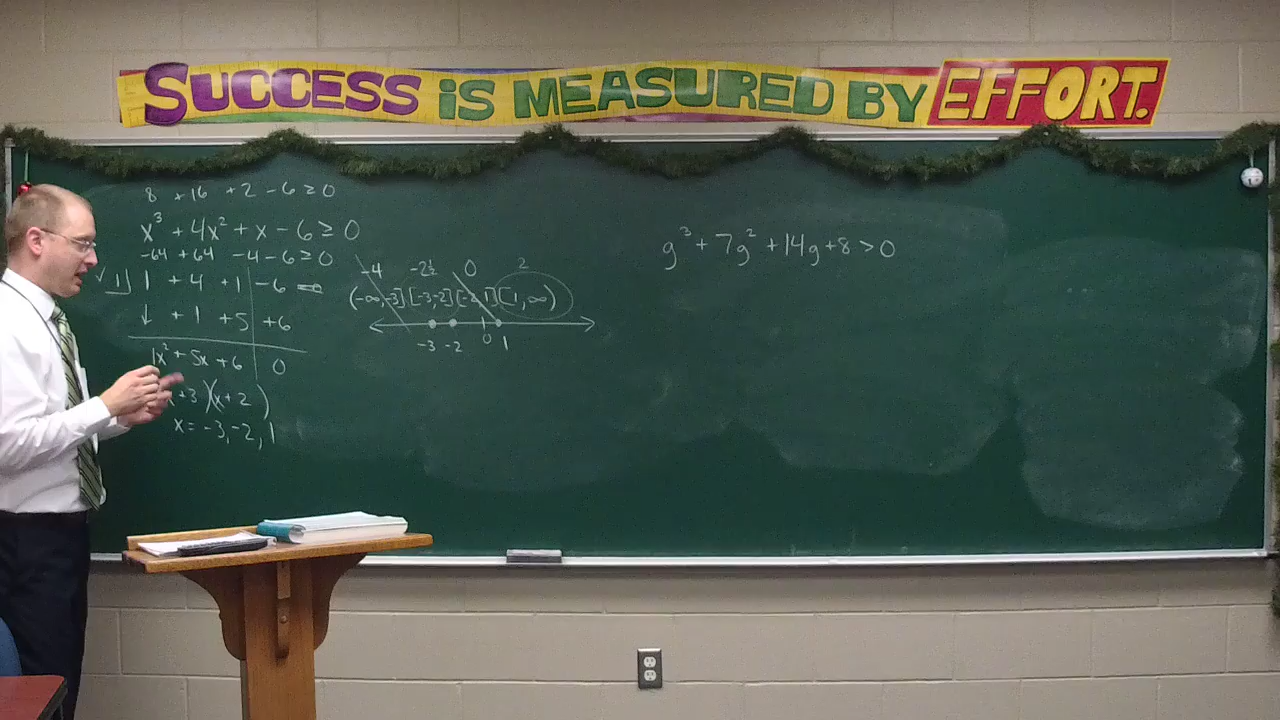 SUCCESS iS MEASURED BY EFFORT.
8 +16 +2 -6 ≥ 0
x³ + 4x² + x - 6 ≥ 0
-64 +64 -4 -6 ≥ 0
√ 1 | 1 +4 +1 -6
↓ +1 +5 +6
1x² + 5x + 6 0
+3)(x+2)
x = -3, -2, 1
-4 -2½ 0 2
(-∞,-3] [-3,-2] [-2,1] [1,∞)
-3 -2 0 1
g³ + 7g² + 14g + 8 > 0